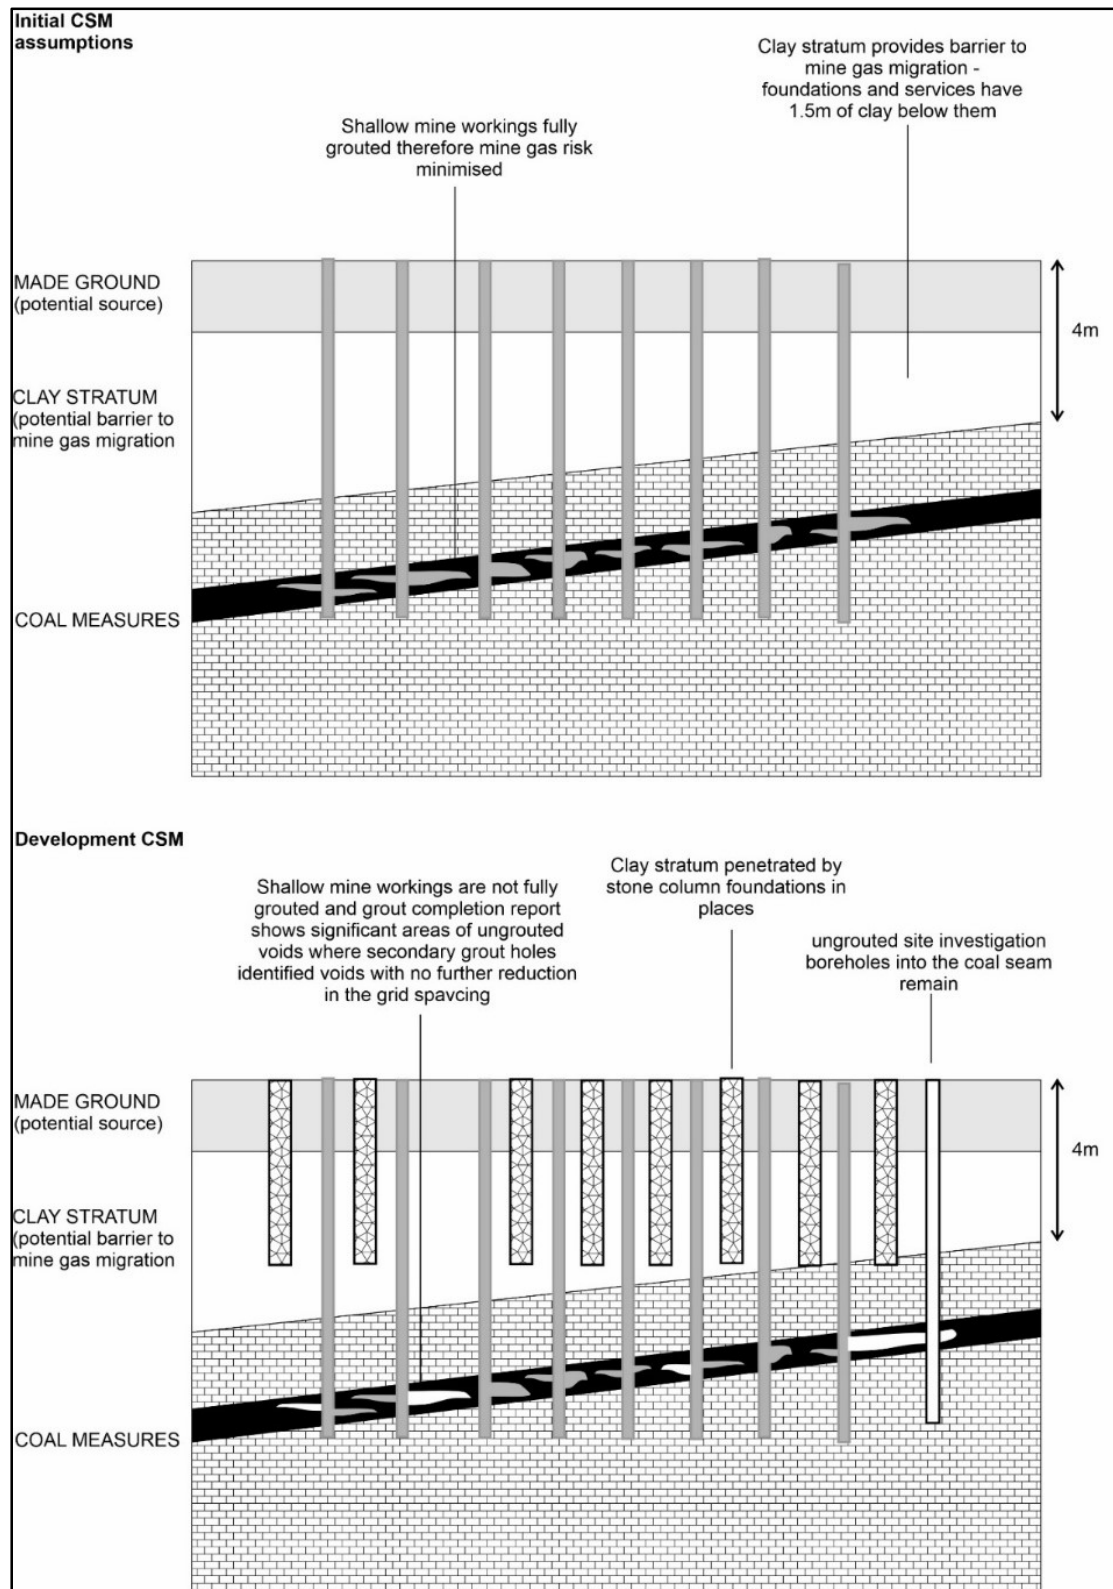 Initial CSM
assumptions
Clay stratum provides barrier to
mine gas migration -
foundations and services have
1.5m of clay below them
Shallow mine workings fully
grouted therefore mine gas risk
minimised
MADE GROUND
(potential source)
4m
CLAY STRATUM
(potential barrier to
mine gas migration
COAL MEASURES
Development CSM
Shallow mine workings are not fully
grouted and grout completion report
shows significant areas of ungrouted
voids where secondary grout holes
identified voids with no further reduction
in the grid spavcing
Clay stratum penetrated by
stone column foundations in
places
ungrouted site investigation
boreholes into the coal seam
remain
MADE GROUND
(potential source)
4m
CLAY STRATUM
(potential barrier to
mine gas migration
COAL MEASURES